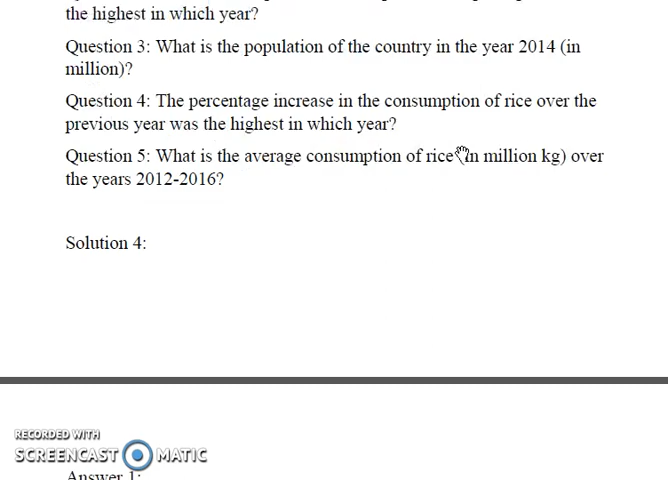 the highest in which year?
Question 3: What is the population of the country in the year 2014 (in
million)?
Question 4: The percentage increase in the consumption of rice over the
previous year was the highest in which year?
Question 5: What is the average consumption of rice (in million kg) over
the years 2012-2016?
Solution 4:
RECORDED WITH
SCREENCAST MATIC
Answer 1: